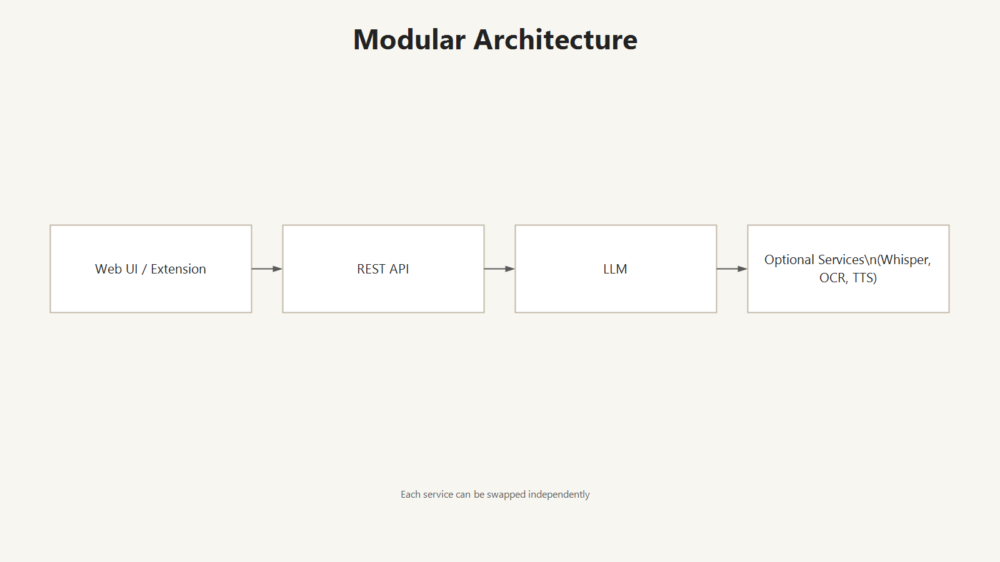 Modular Architecture
Web UI / Extension
REST API
LLM
Optional Services\n(Whisper,
OCR, TTS)
Each service can be swapped independently